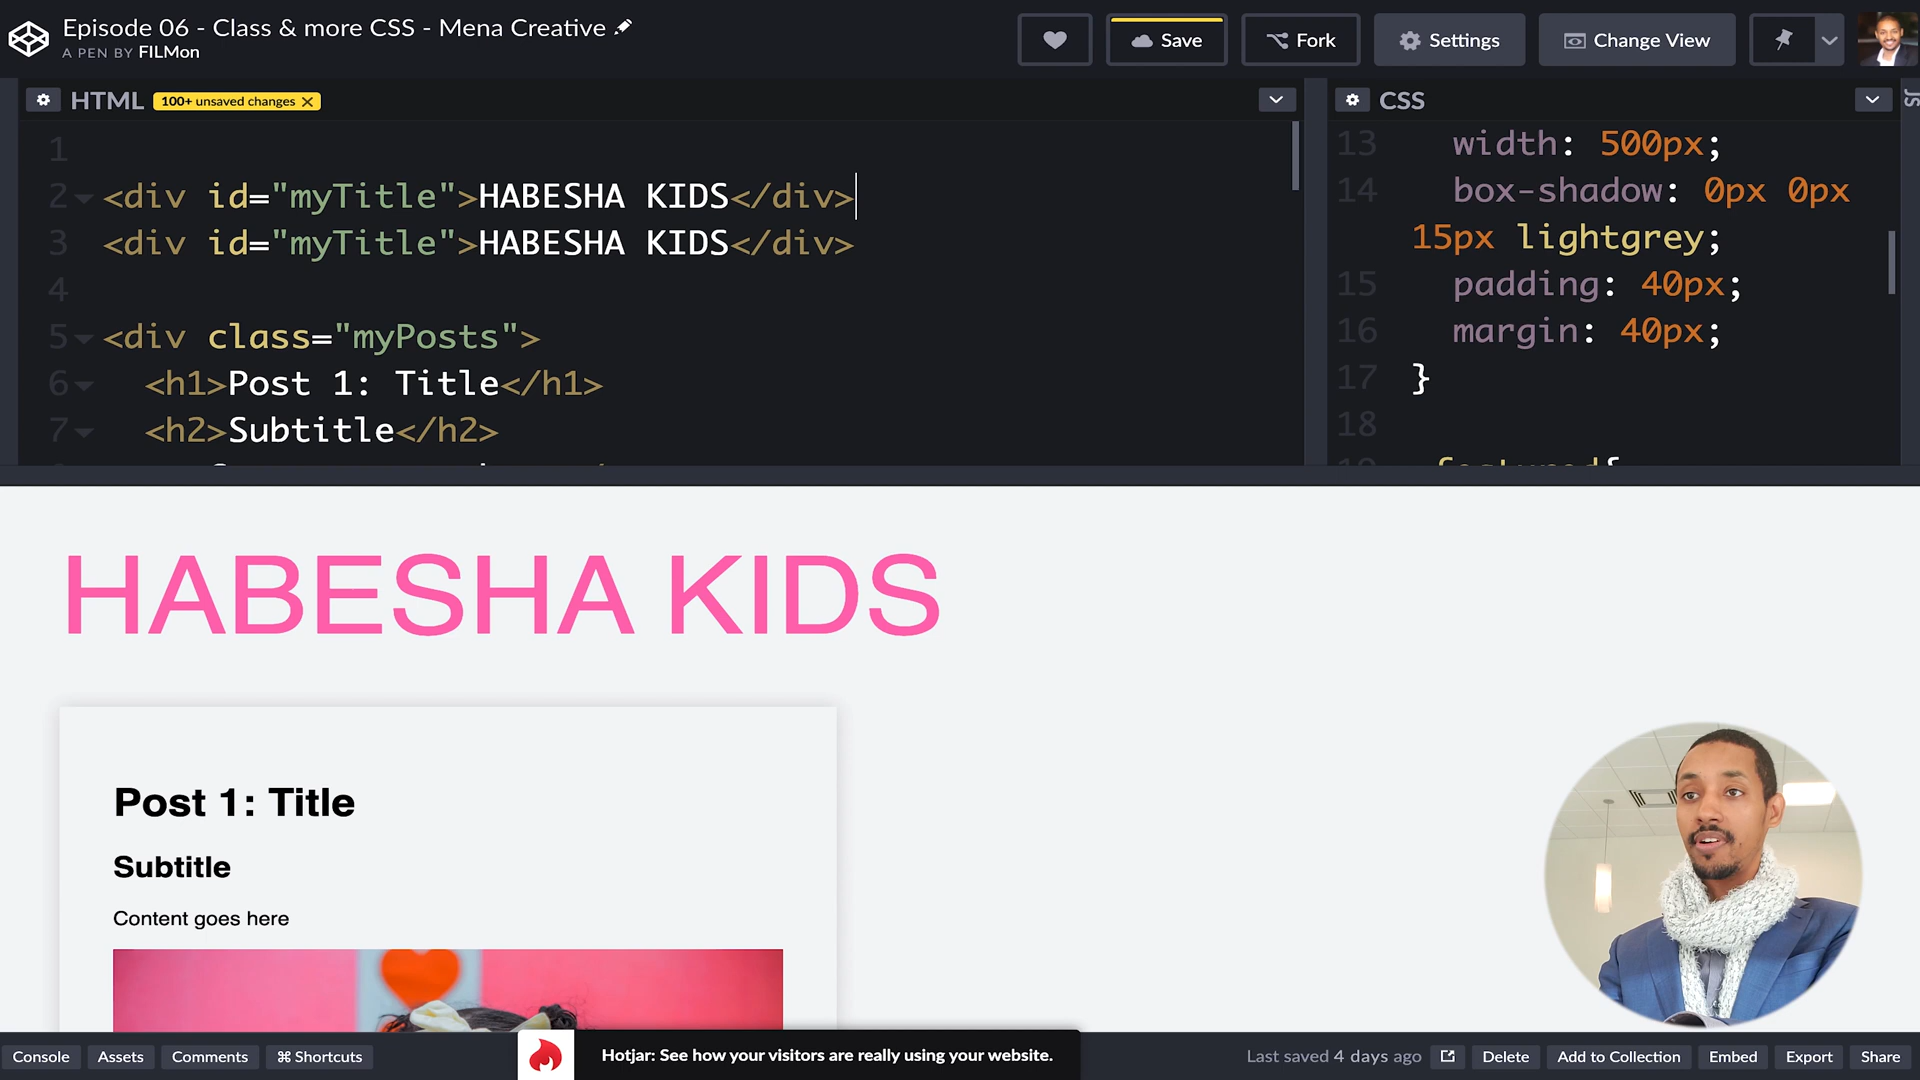 Episode 06 - Class & more CSS - Mena Creative
A PEN BY FILMon
Save
Fork
Settings
Change View
HTML
100+ unsaved changes
1
2 <div id="myTitle">HABESHA KIDS</div>
3 <div id="myTitle">HABESHA KIDS</div>
4
5 <div class="myPosts">
6 <h1>Post 1: Title</h1>
7 <h2>Subtitle</h2>
CSS
JS
13 width: 500px;
14 box-shadow: 0px 0px
15px lightgrey;
15 padding: 40px;
16 margin: 40px;
17 }
18
HABESHA KIDS
Post 1: Title
Subtitle
Content goes here
Console
Assets
Comments
⌘ Shortcuts
Hotjar: See how your visitors are really using your website.
Last saved 4 days ago
Delete
Add to Collection
Embed
Export
Share